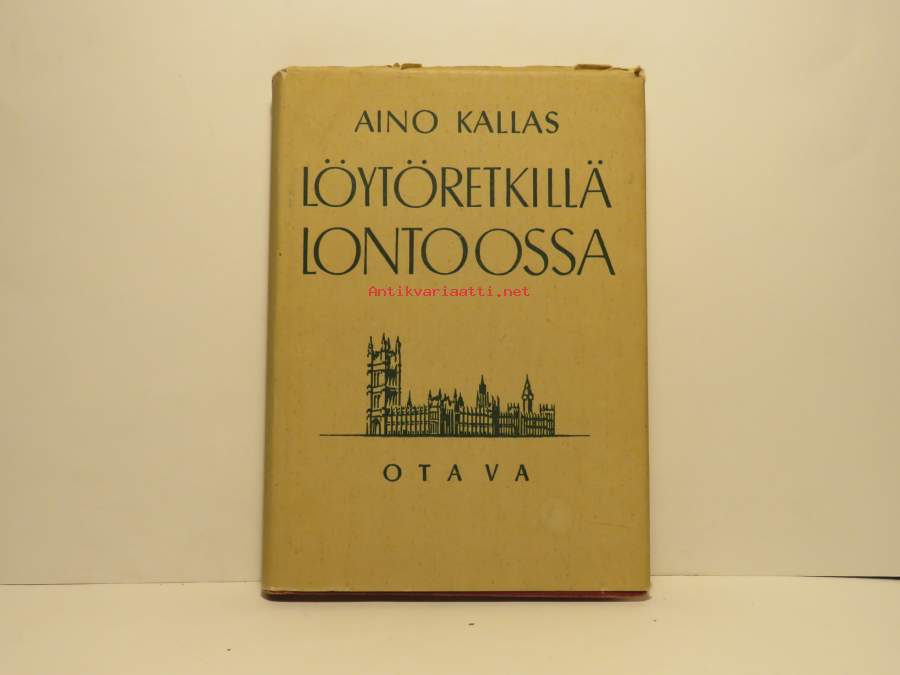 AINO KALLAS
LÖYTÖRETKILLÄ
LONTOOSSA
Antikvariaatti.net
OTAVA